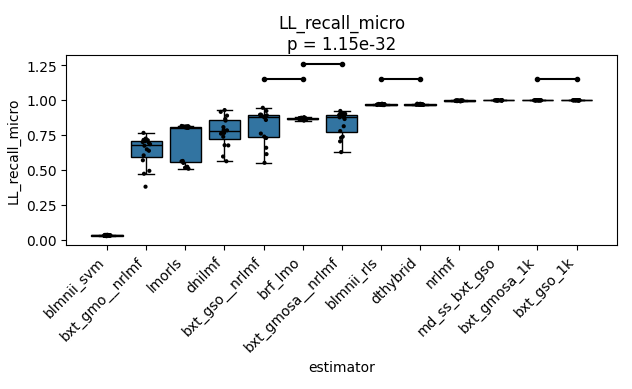 LL_recall_micro
p = 1.15e-32
LL_recall_micro
1.25
1.00
0.75
0.50
0.25
0.00
blmnii_svm
bxt_gmo__nrlmf
lmorls
dnilmf
bxt_gso__nrlmf
brf_lmo
bxt_gmosa__nrlmf
blmnii_rls
dthybrid
nrlmf
md_ss_bxt_gso
bxt_gmosa_1k
bxt_gso_1k
estimator